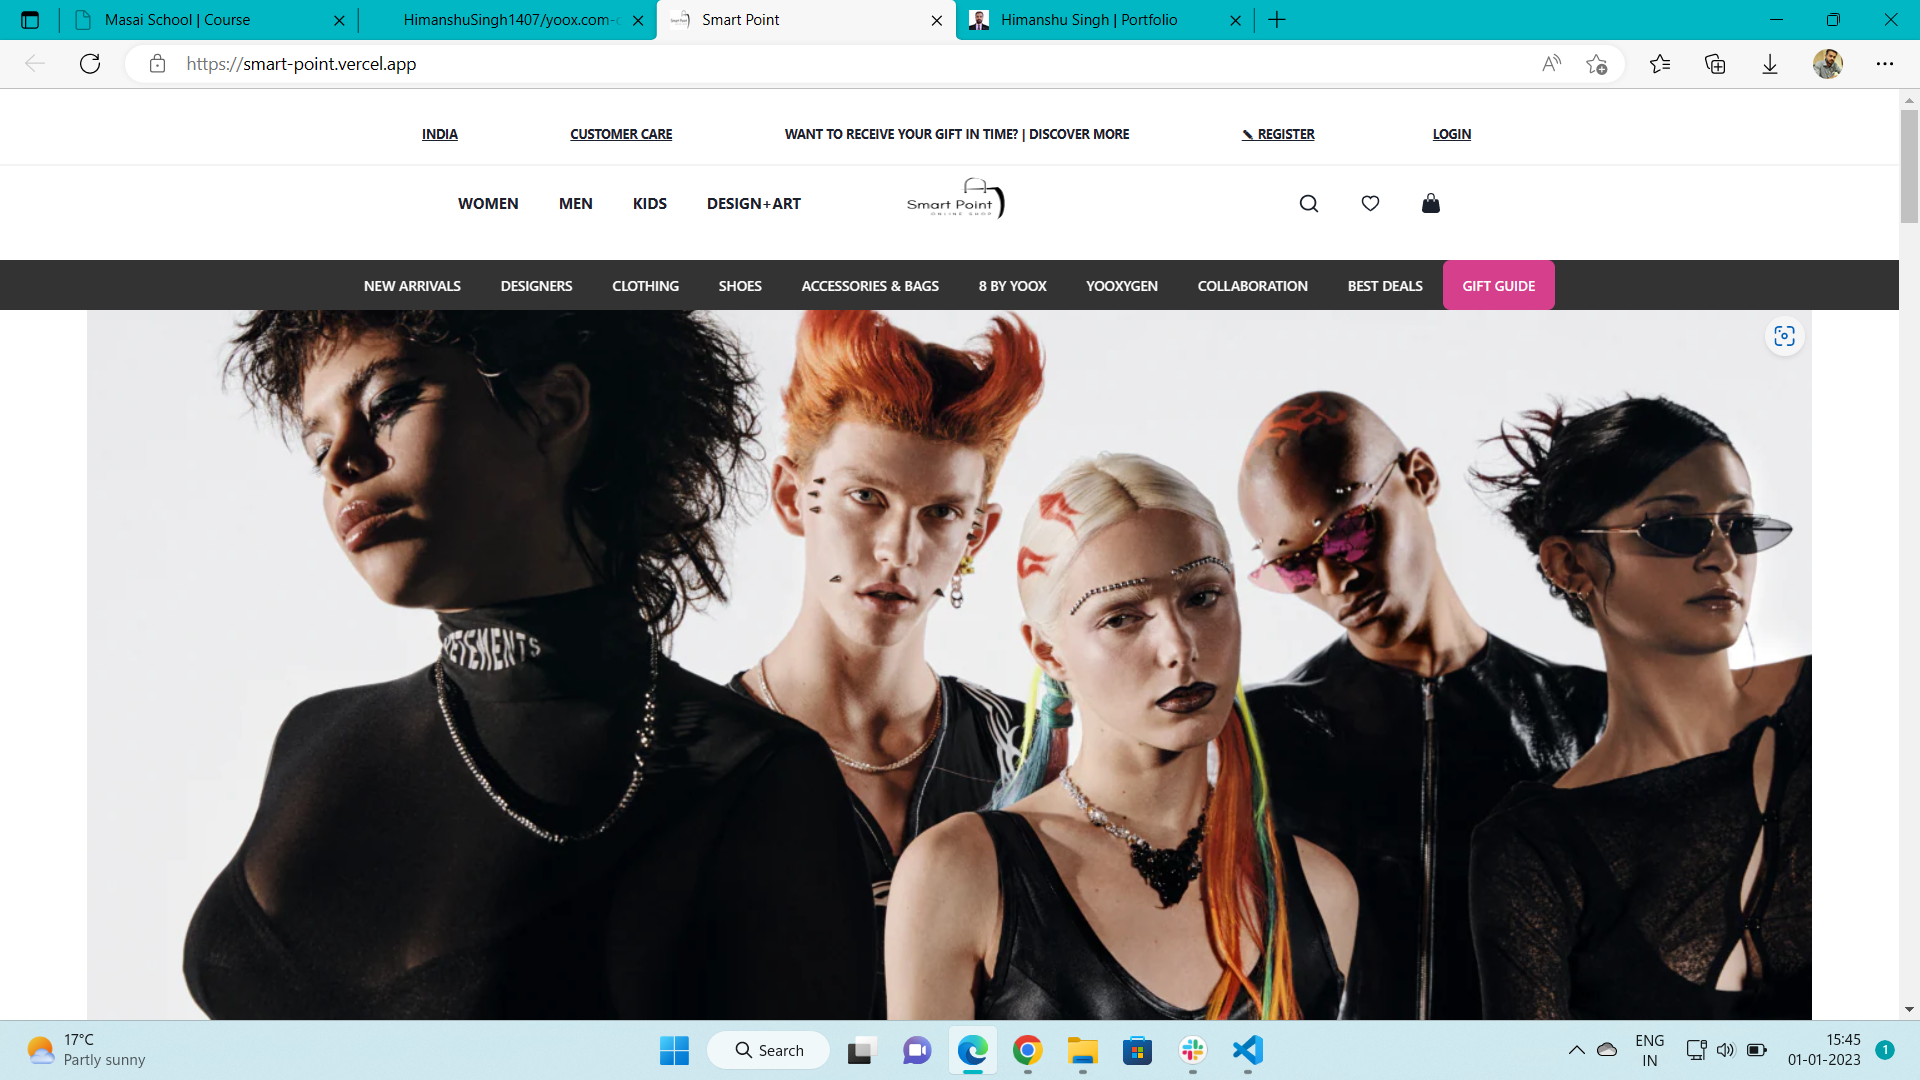 Masai School | Course
HimanshuSingh1407/yoox.com-c
Smart Point
Himanshu Singh | Portfolio
https://smart-point.vercel.app
INDIA
CUSTOMER CARE
WANT TO RECEIVE YOUR GIFT IN TIME? | DISCOVER MORE
REGISTER
LOGIN
WOMEN
MEN
KIDS
DESIGN+ART
Smart Point
ONLINE SHOP
NEW ARRIVALS
DESIGNERS
CLOTHING
SHOES
ACCESSORIES & BAGS
8 BY YOOX
YOOXYGEN
COLLABORATION
BEST DEALS
GIFT GUIDE
VETEMENTS
17°C
Partly sunny
Search
ENG
IN
15:45
01-01-2023
1